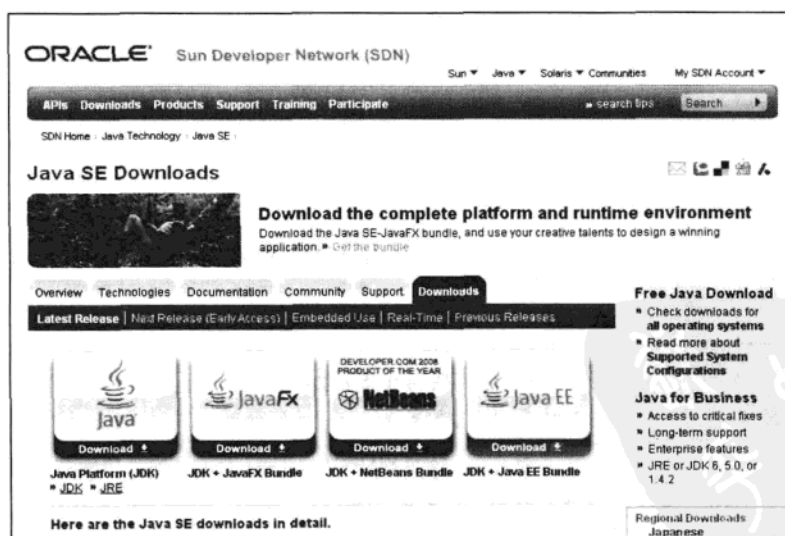 ORACLE Sun Developer Network (SDN)
Sun Java Solaris Communities My SDN Account
APIs Downloads Products Support Training Participate » search tips Search
SDN Home › Java Technology › Java SE ›
Java SE Downloads
Download the complete platform and runtime environment
Download the Java SE-JavaFX bundle, and use your creative talents to design a winning
application. » Get the bundle
Overview Technologies Documentation Community Support Downloads
Latest Release | Next Release (Early Access) | Embedded Use | Real-Time | Previous Releases
Java
Download
Java Platform (JDK)
» JDK » JRE
JavaFX
Download
JDK + JavaFX Bundle
DEVELOPER.COM 2008
PRODUCT OF THE YEAR
NetBeans
Download
JDK + NetBeans Bundle
Java EE
Download
JDK + Java EE Bundle
Here are the Java SE downloads in detail.
Free Java Download
» Check downloads for
all operating systems
» Read more about
Supported System
Configurations
Java for Business
» Access to critical fixes
» Long-term support
» Enterprise features
» JRE or JDK 6, 5.0, or
1.4.2
Regional Downloads
Japanese